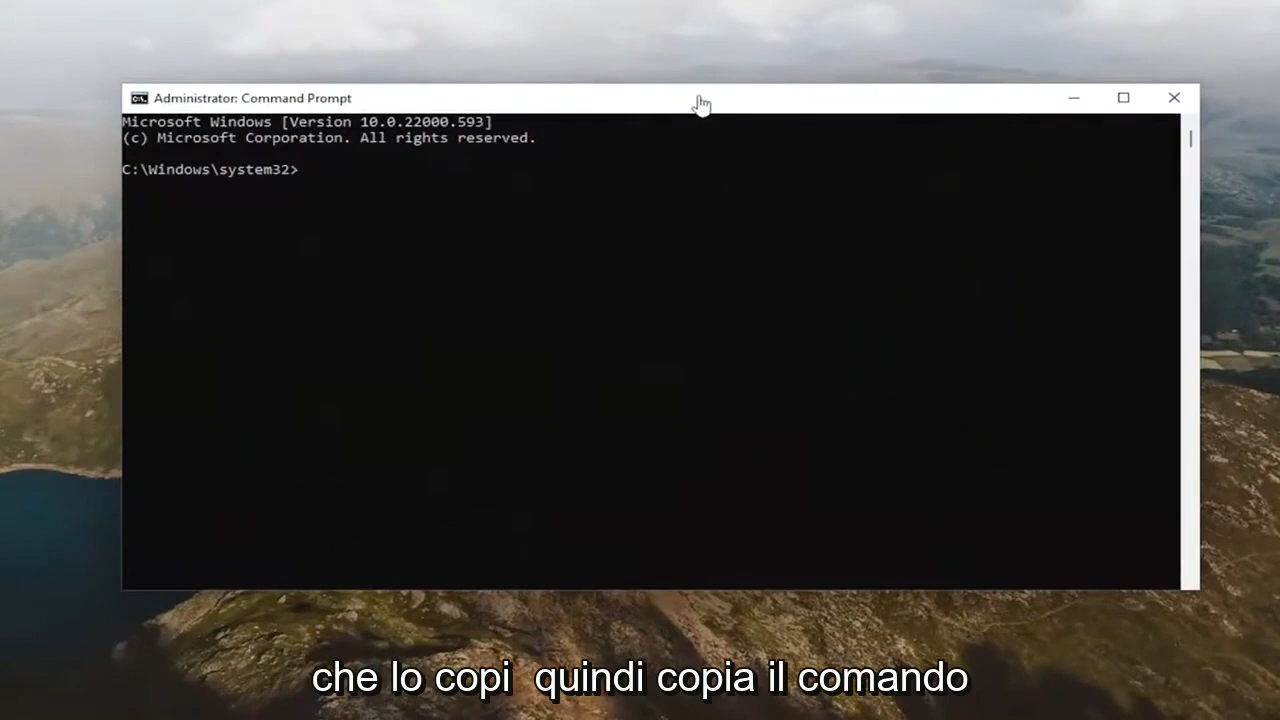 Administrator: Command Prompt
Microsoft Windows [Version 10.0.22000.593]
(c) Microsoft Corporation. All rights reserved.
C:\Windows\system32>
che lo copi  quindi copia il comando